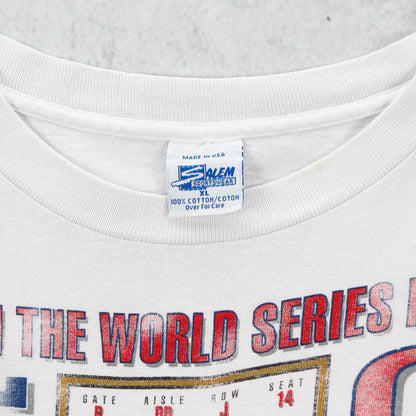 MADE IN USA
SALEM
SPORTSWEAR
XL
100% COTTON/COTON
Over For Care
THE WORLD SERIES
GATE AISLE ROW SEAT
J 14